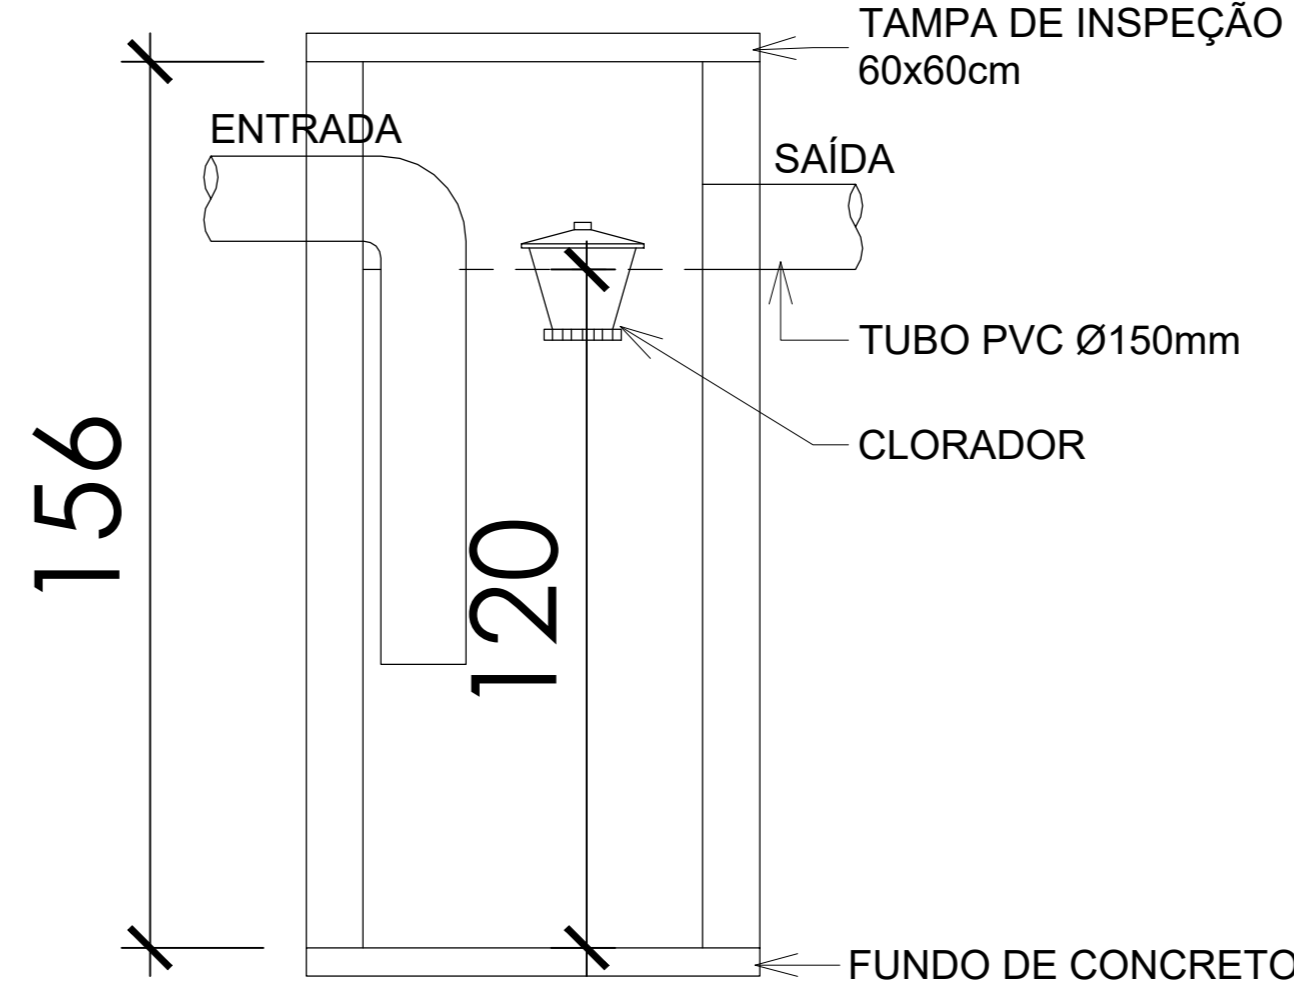 TAMPA DE INSPEÇÃO
60x60cm
ENTRADA
SAÍDA
TUBO PVC Ø150mm
CLORADOR
156
120
FUNDO DE CONCRETO